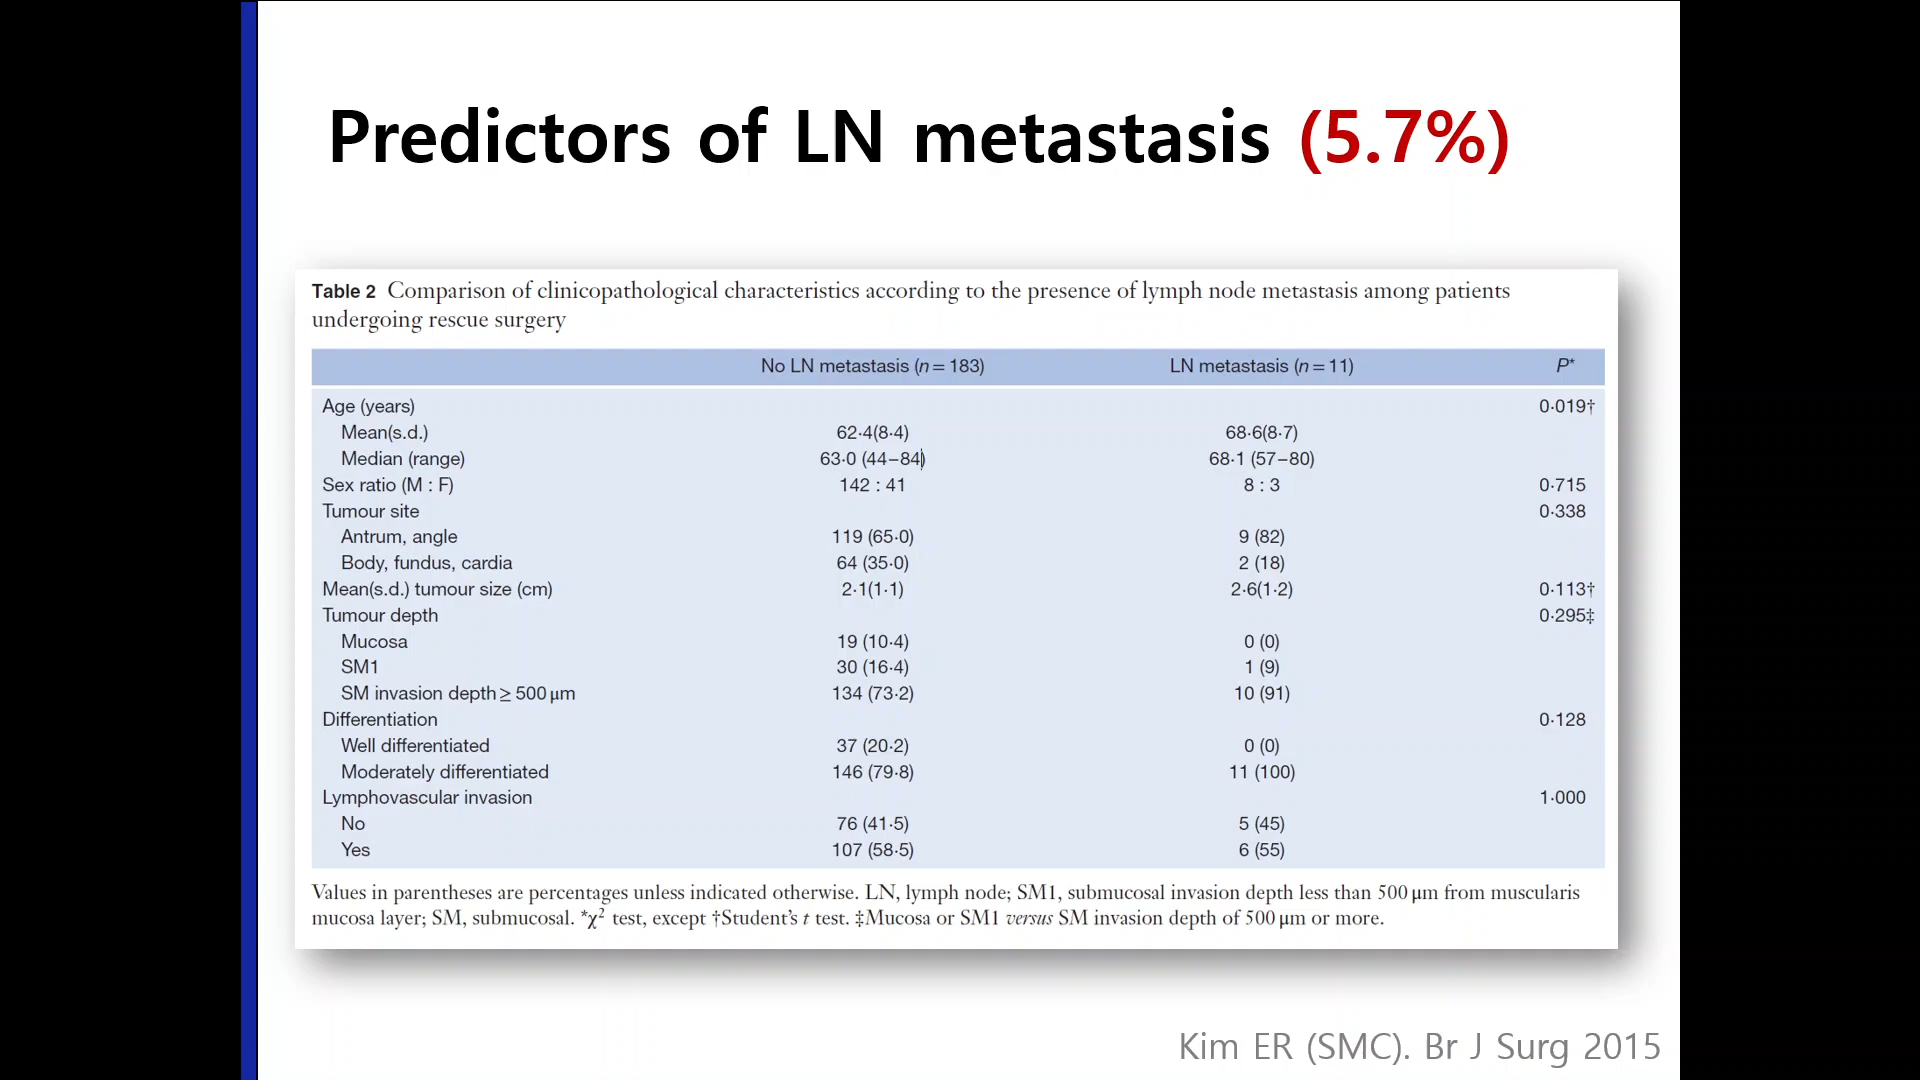 Predictors of LN metastasis (5.7%)
Table 2 Comparison of clinicopathological characteristics according to the presence of lymph node metastasis among patients
undergoing rescue surgery
No LN metastasis (n = 183) LN metastasis (n = 11) P*
Age (years) 0·019†
Mean(s.d.) 62·4(8·4) 68·6(8·7)
Median (range) 63·0 (44–84) 68·1 (57–80)
Sex ratio (M : F) 142 : 41 8 : 3 0·715
Tumour site 0·338
Antrum, angle 119 (65·0) 9 (82)
Body, fundus, cardia 64 (35·0) 2 (18)
Mean(s.d.) tumour size (cm) 2·1(1·1) 2·6(1·2) 0·113†
Tumour depth 0·295‡
Mucosa 19 (10·4) 0 (0)
SM1 30 (16·4) 1 (9)
SM invasion depth ≥ 500 μm 134 (73·2) 10 (91)
Differentiation 0·128
Well differentiated 37 (20·2) 0 (0)
Moderately differentiated 146 (79·8) 11 (100)
Lymphovascular invasion 1·000
No 76 (41·5) 5 (45)
Yes 107 (58·5) 6 (55)
Values in parentheses are percentages unless indicated otherwise. LN, lymph node; SM1, submucosal invasion depth less than 500 μm from muscularis
mucosa layer; SM, submucosal. *χ² test, except †Student's t test. ‡Mucosa or SM1 versus SM invasion depth of 500 μm or more.
Kim ER (SMC). Br J Surg 2015